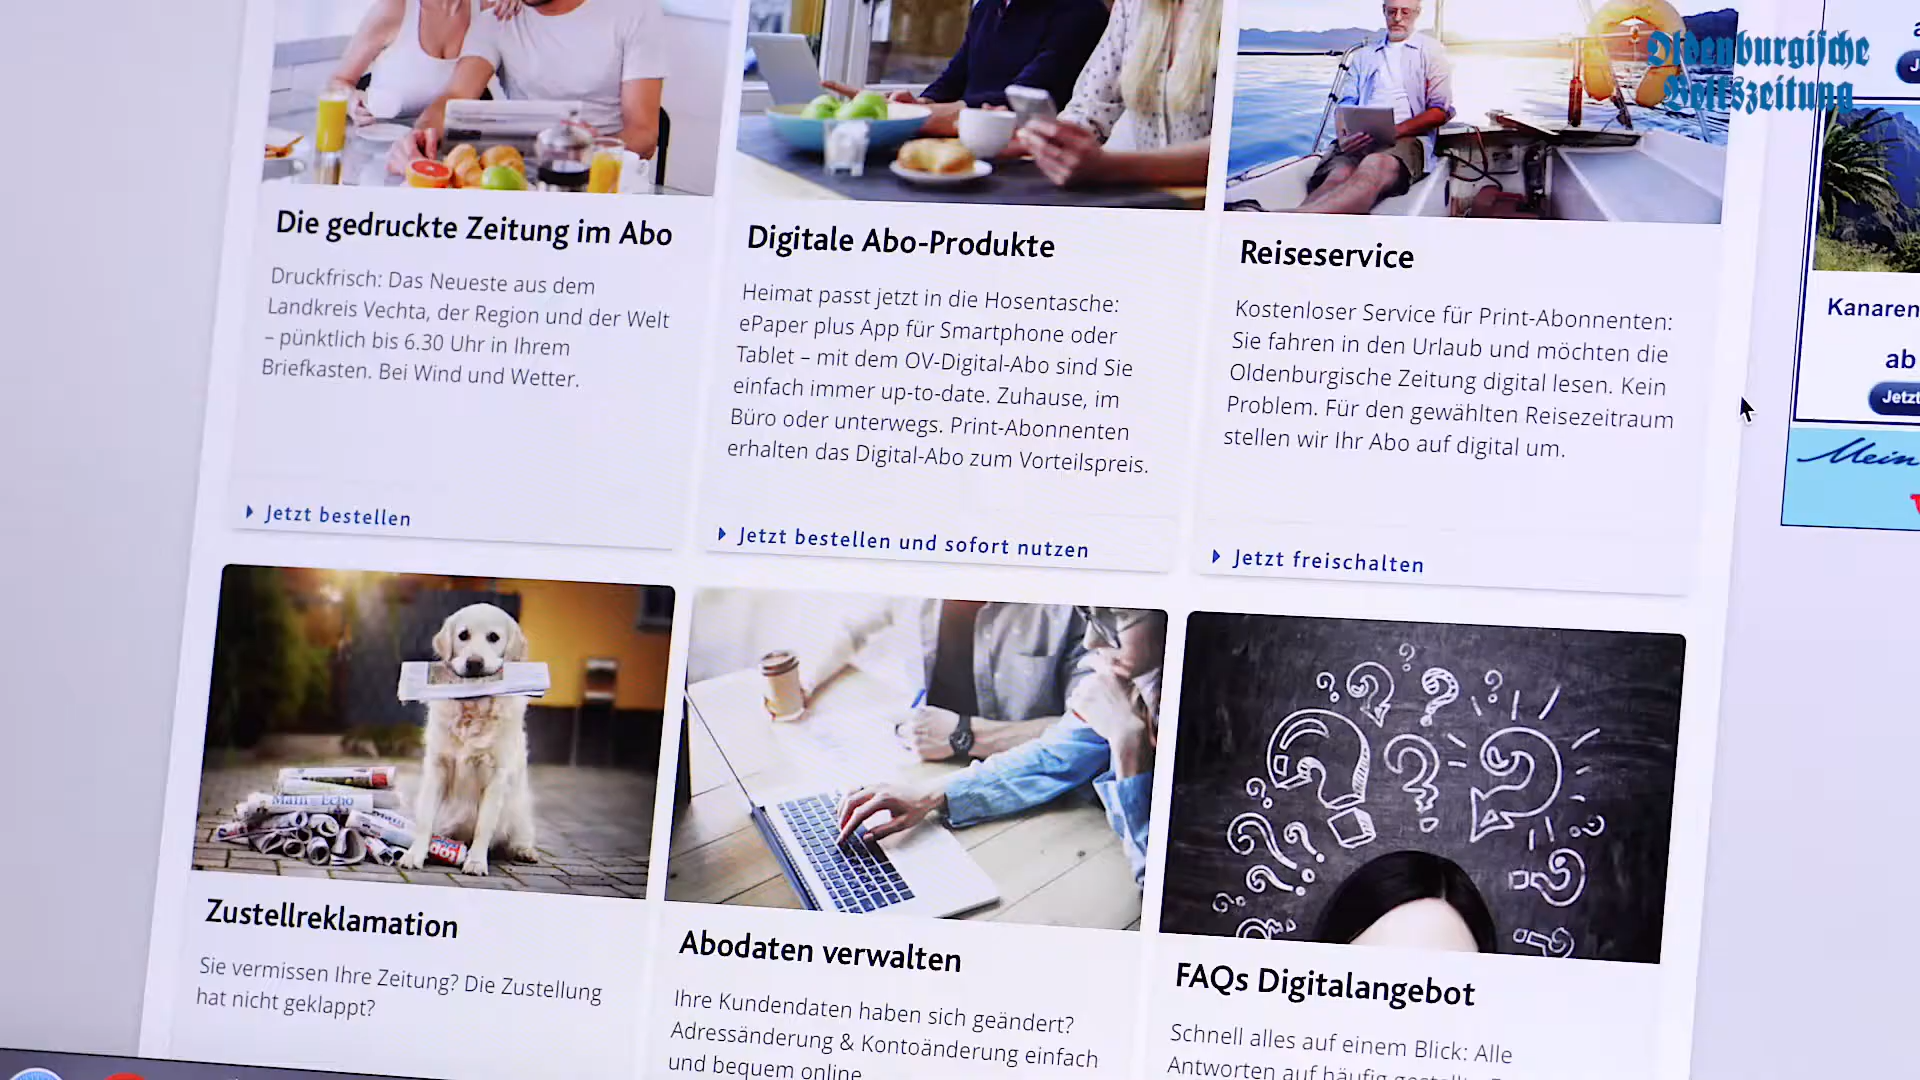 Oldenburgische
Volkszeitung
Die gedruckte Zeitung im Abo
Druckfrisch: Das Neueste aus dem
Landkreis Vechta, der Region und der Welt
– pünktlich bis 6.30 Uhr in Ihrem
Briefkasten. Bei Wind und Wetter.
Jetzt bestellen
Digitale Abo-Produkte
Heimat passt jetzt in die Hosentasche:
ePaper plus App für Smartphone oder
Tablet – mit dem OV-Digital-Abo sind Sie
einfach immer up-to-date. Zuhause, im
Büro oder unterwegs. Print-Abonnenten
erhalten das Digital-Abo zum Vorteilspreis.
Jetzt bestellen und sofort nutzen
Reiseservice
Kostenloser Service für Print-Abonnenten:
Sie fahren in den Urlaub und möchten die
Oldenburgische Zeitung digital lesen. Kein
Problem. Für den gewählten Reisezeitraum
stellen wir Ihr Abo auf digital um.
Jetzt freischalten
Kanaren
ab
Jetzt
Mein
Main Echo
Zustellreklamation
Sie vermissen Ihre Zeitung? Die Zustellung
hat nicht geklappt?
Abodaten verwalten
Ihre Kundendaten haben sich geändert?
Adressänderung & Kontoänderung einfach
und bequem online
FAQs Digitalangebot
Schnell alles auf einem Blick: Alle
Antworten auf häufig